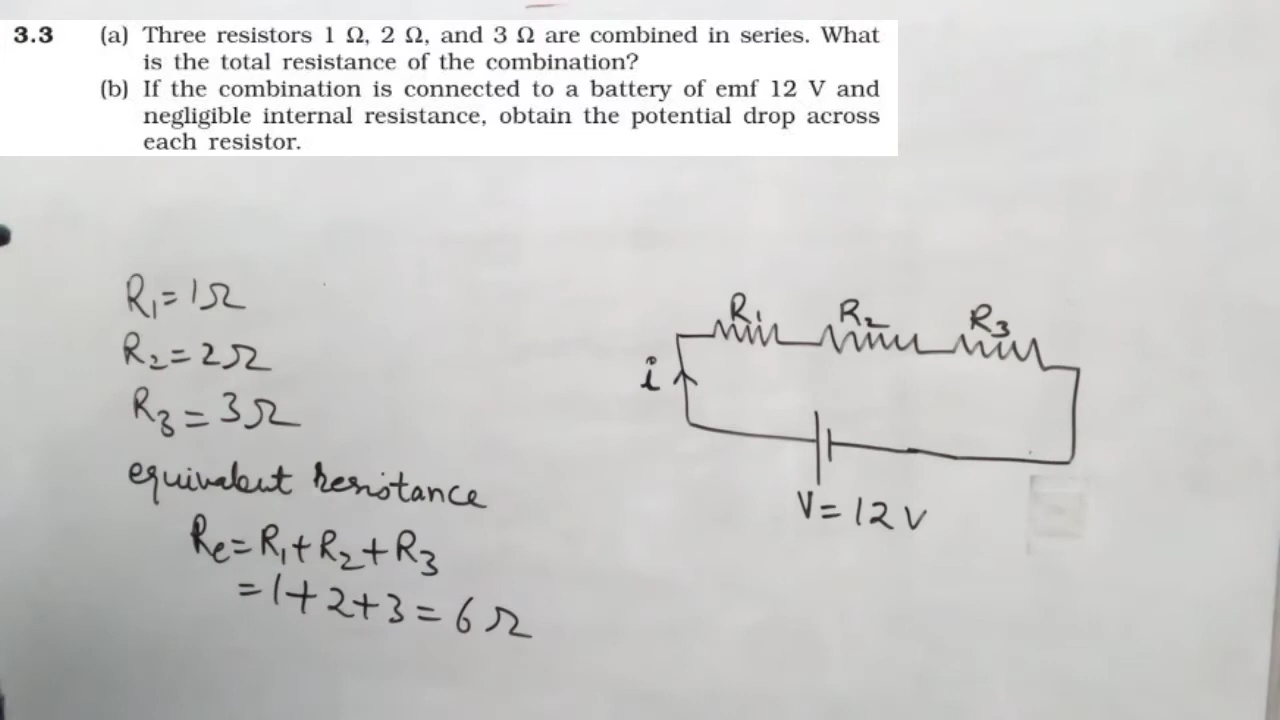 3.3 (a) Three resistors 1 Ω, 2 Ω, and 3 Ω are combined in series. What
is the total resistance of the combination?
(b) If the combination is connected to a battery of emf 12 V and
negligible internal resistance, obtain the potential drop across
each resistor.
R₁ = 1Ω
R₂ = 2Ω
R₃ = 3Ω
equivalent resistance
Re = R₁ + R₂ + R₃
= 1 + 2 + 3 = 6 Ω
R₁ R₂ R₃
i
V = 12 V